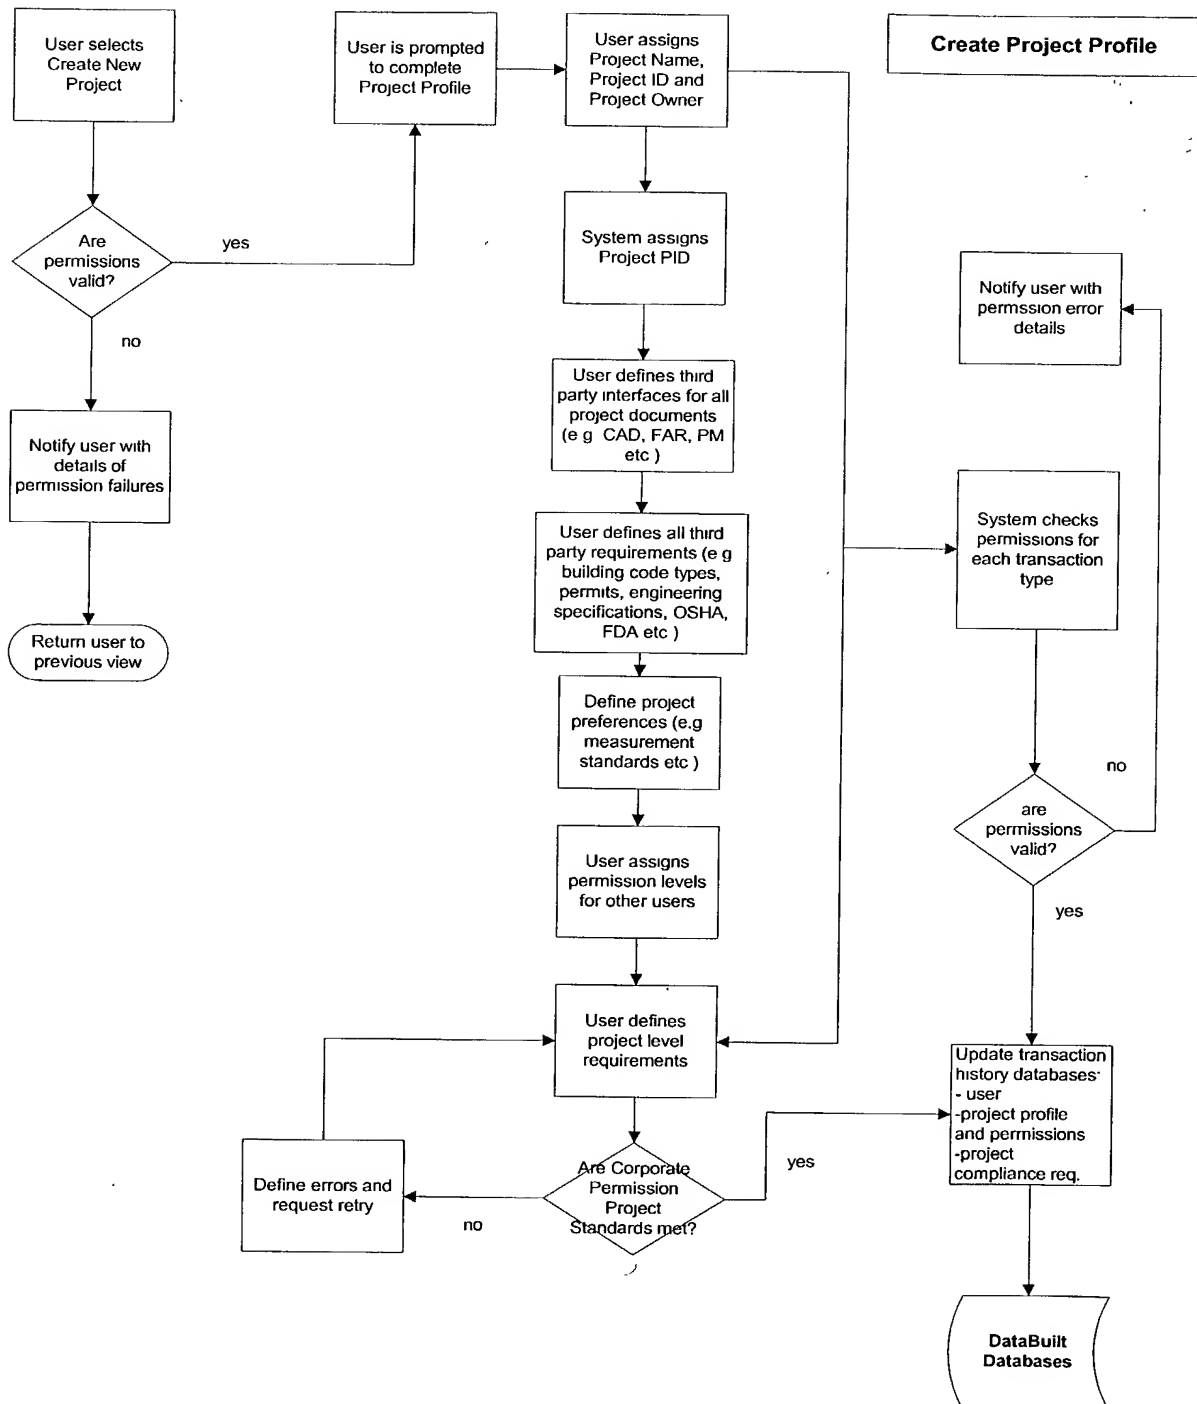 User selects
Create New
Project
User is prompted
to complete
Project Profile
User assigns
Project Name,
Project ID and
Project Owner
Create Project Profile
Are
permissions
valid?
yes
no
System assigns
Project PID
Notify user with
permssion error
details
User defines third
party interfaces for all
project documents
(e g CAD, FAR, PM
etc )
Notify user with
details of
permission failures
System checks
permissions for
each transaction
type
User defines all third
party requirements (e g
building code types,
permits, engineering
specifications, OSHA,
FDA etc )
Return user to
previous view
Define project
preferences (e.g
measurement
standards etc )
no
are
permissions
valid?
yes
User assigns
permission levels
for other users
User defines
project level
requirements
Update transaction
history databases:
- user
-project profile
and permissions
-project
compliance req.
Define errors and
request retry
no
Are Corporate
Permission
Project
Standards met?
yes
DataBuilt
Databases